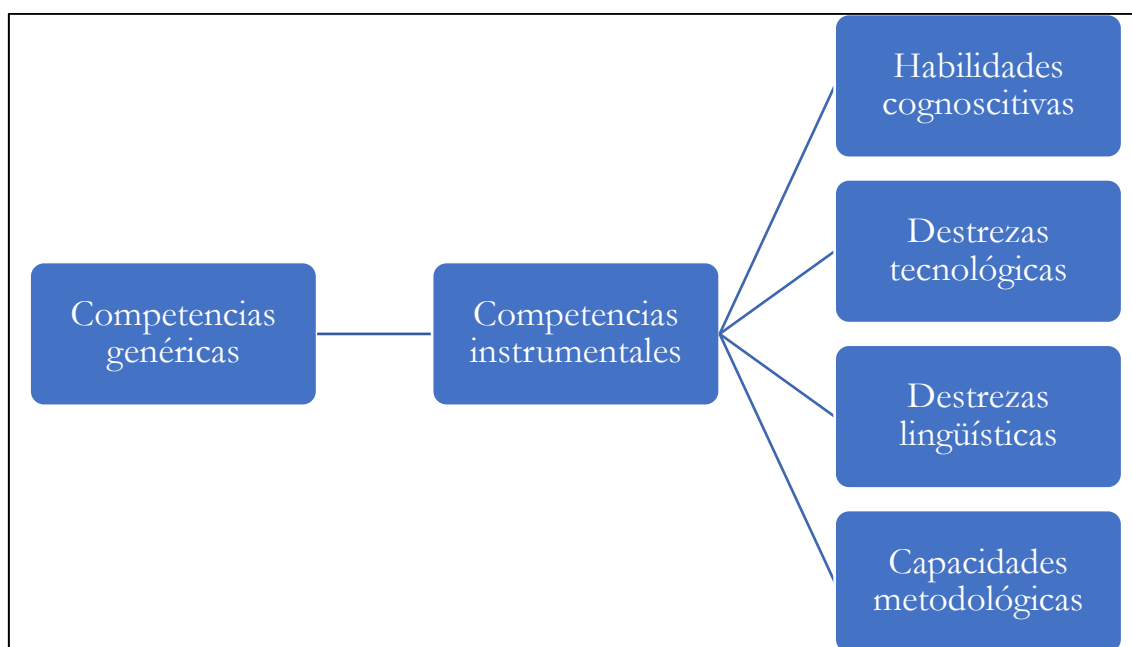 Competencias
genéricas
Competencias
instrumentales
Habilidades
cognoscitivas
Destrezas
tecnológicas
Destrezas
lingüísticas
Capacidades
metodológicas